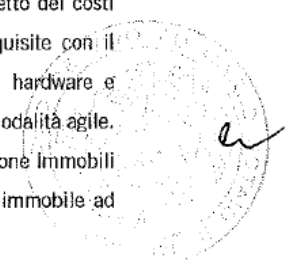 etto dei costi
quisite con il
hardware e
odalità agile.
one Immobili
immobile ad